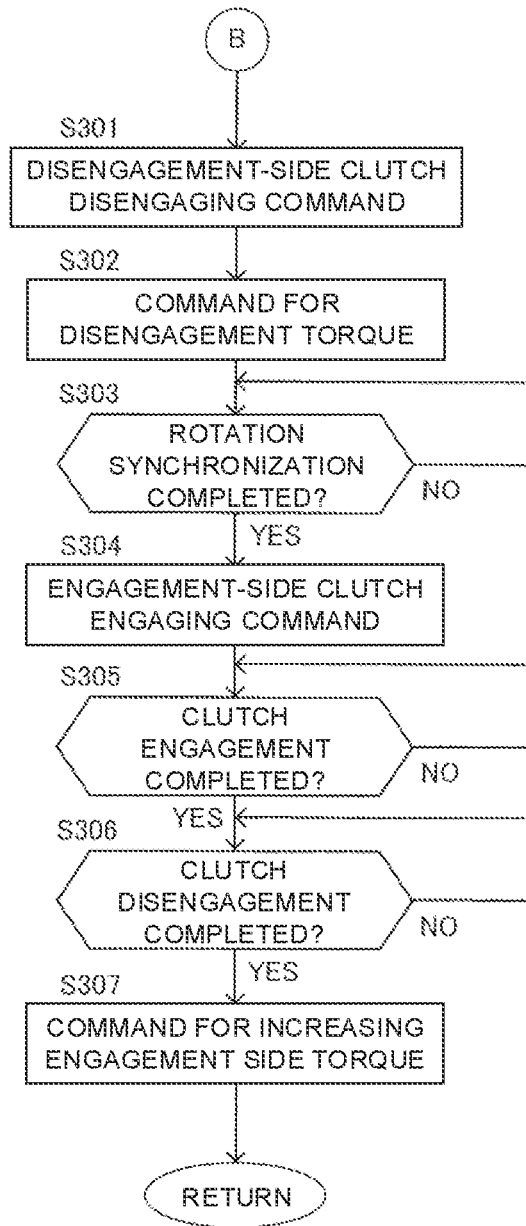 B
S301
DISENGAGEMENT-SIDE CLUTCH
DISENGAGING COMMAND
S302
COMMAND FOR
DISENGAGEMENT TORQUE
S303
ROTATION
SYNCHRONIZATION
COMPLETED?
NO
YES
S304
ENGAGEMENT-SIDE CLUTCH
ENGAGING COMMAND
S305
CLUTCH
ENGAGEMENT
COMPLETED?
NO
YES
S306
CLUTCH
DISENGAGEMENT
COMPLETED?
NO
YES
S307
COMMAND FOR INCREASING
ENGAGEMENT SIDE TORQUE
RETURN